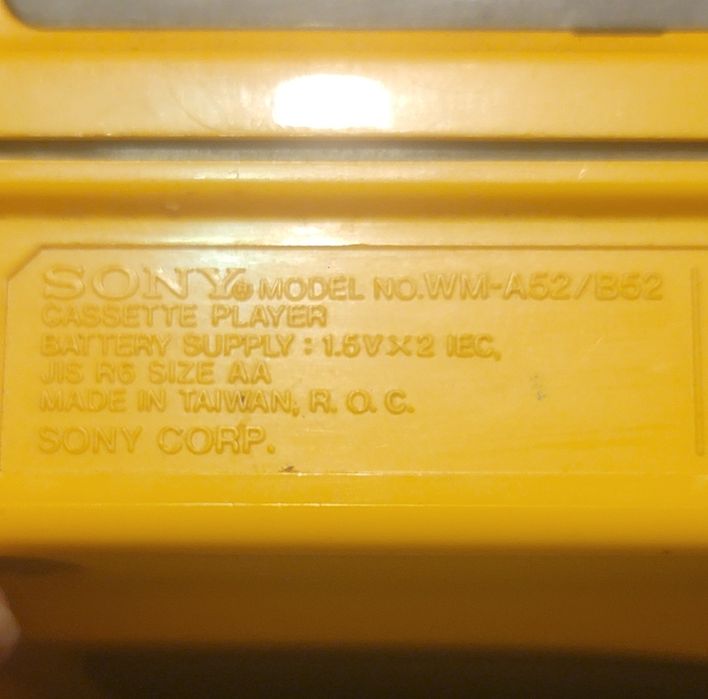 SONY® MODEL NO.WM-A52/B52
CASSETTE PLAYER
BATTERY SUPPLY : 1.5V×2 IEC,
JIS R6 SIZE AA
MADE IN TAIWAN, R. O. C.
SONY CORP.